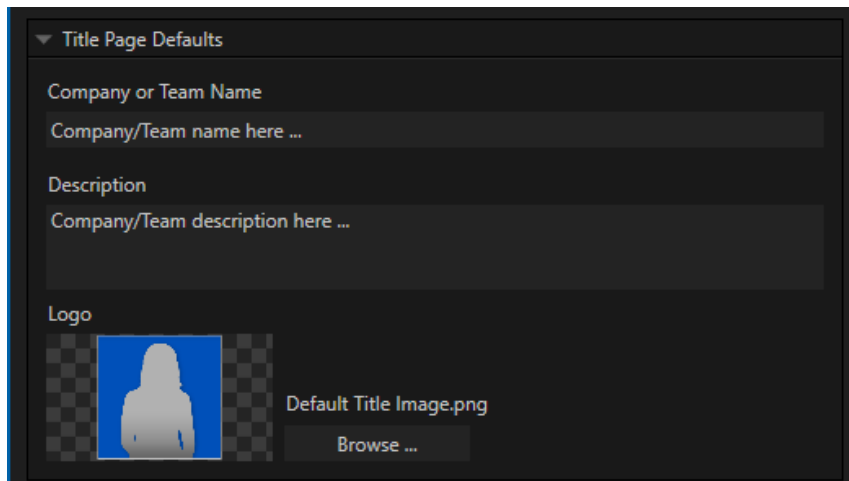 Title Page Defaults
Company or Team Name
Company/Team name here ...
Description
Company/Team description here ...
Logo
Default Title Image.png
Browse ...